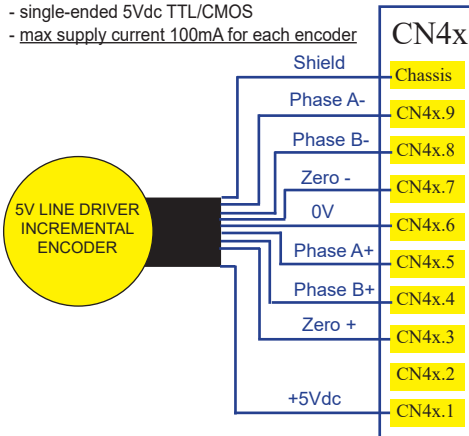 - single-ended 5Vdc TTL/CMOS
- max supply current 100mA for each encoder
CN4x
Shield
Chassis
Phase A-
CN4x.9
Phase B-
CN4x.8
Zero -
CN4x.7
0V
CN4x.6
5V LINE DRIVER
INCREMENTAL
ENCODER
Phase A+
CN4x.5
Phase B+
CN4x.4
Zero +
CN4x.3
CN4x.2
+5Vdc
CN4x.1